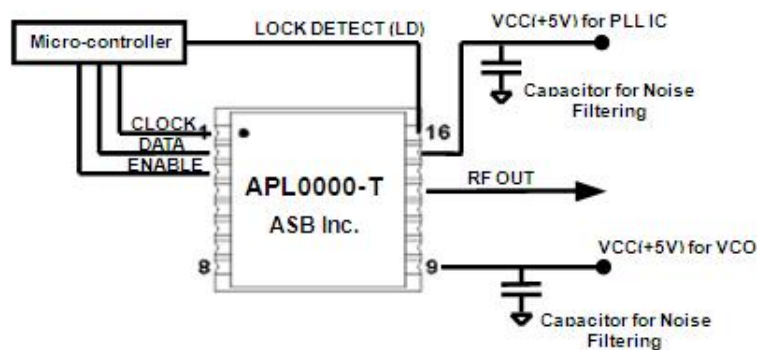 Micro-controller
LOCK DETECT (LD)
VCC(+5V) for PLL IC
Capacitor for Noise
Filtering
CLOCK
1
16
DATA
ENABLE
APL0000-T
RF OUT
ASB Inc.
8
9
VCC(+5V) for VCO
Capacitor for Noise
Filtering